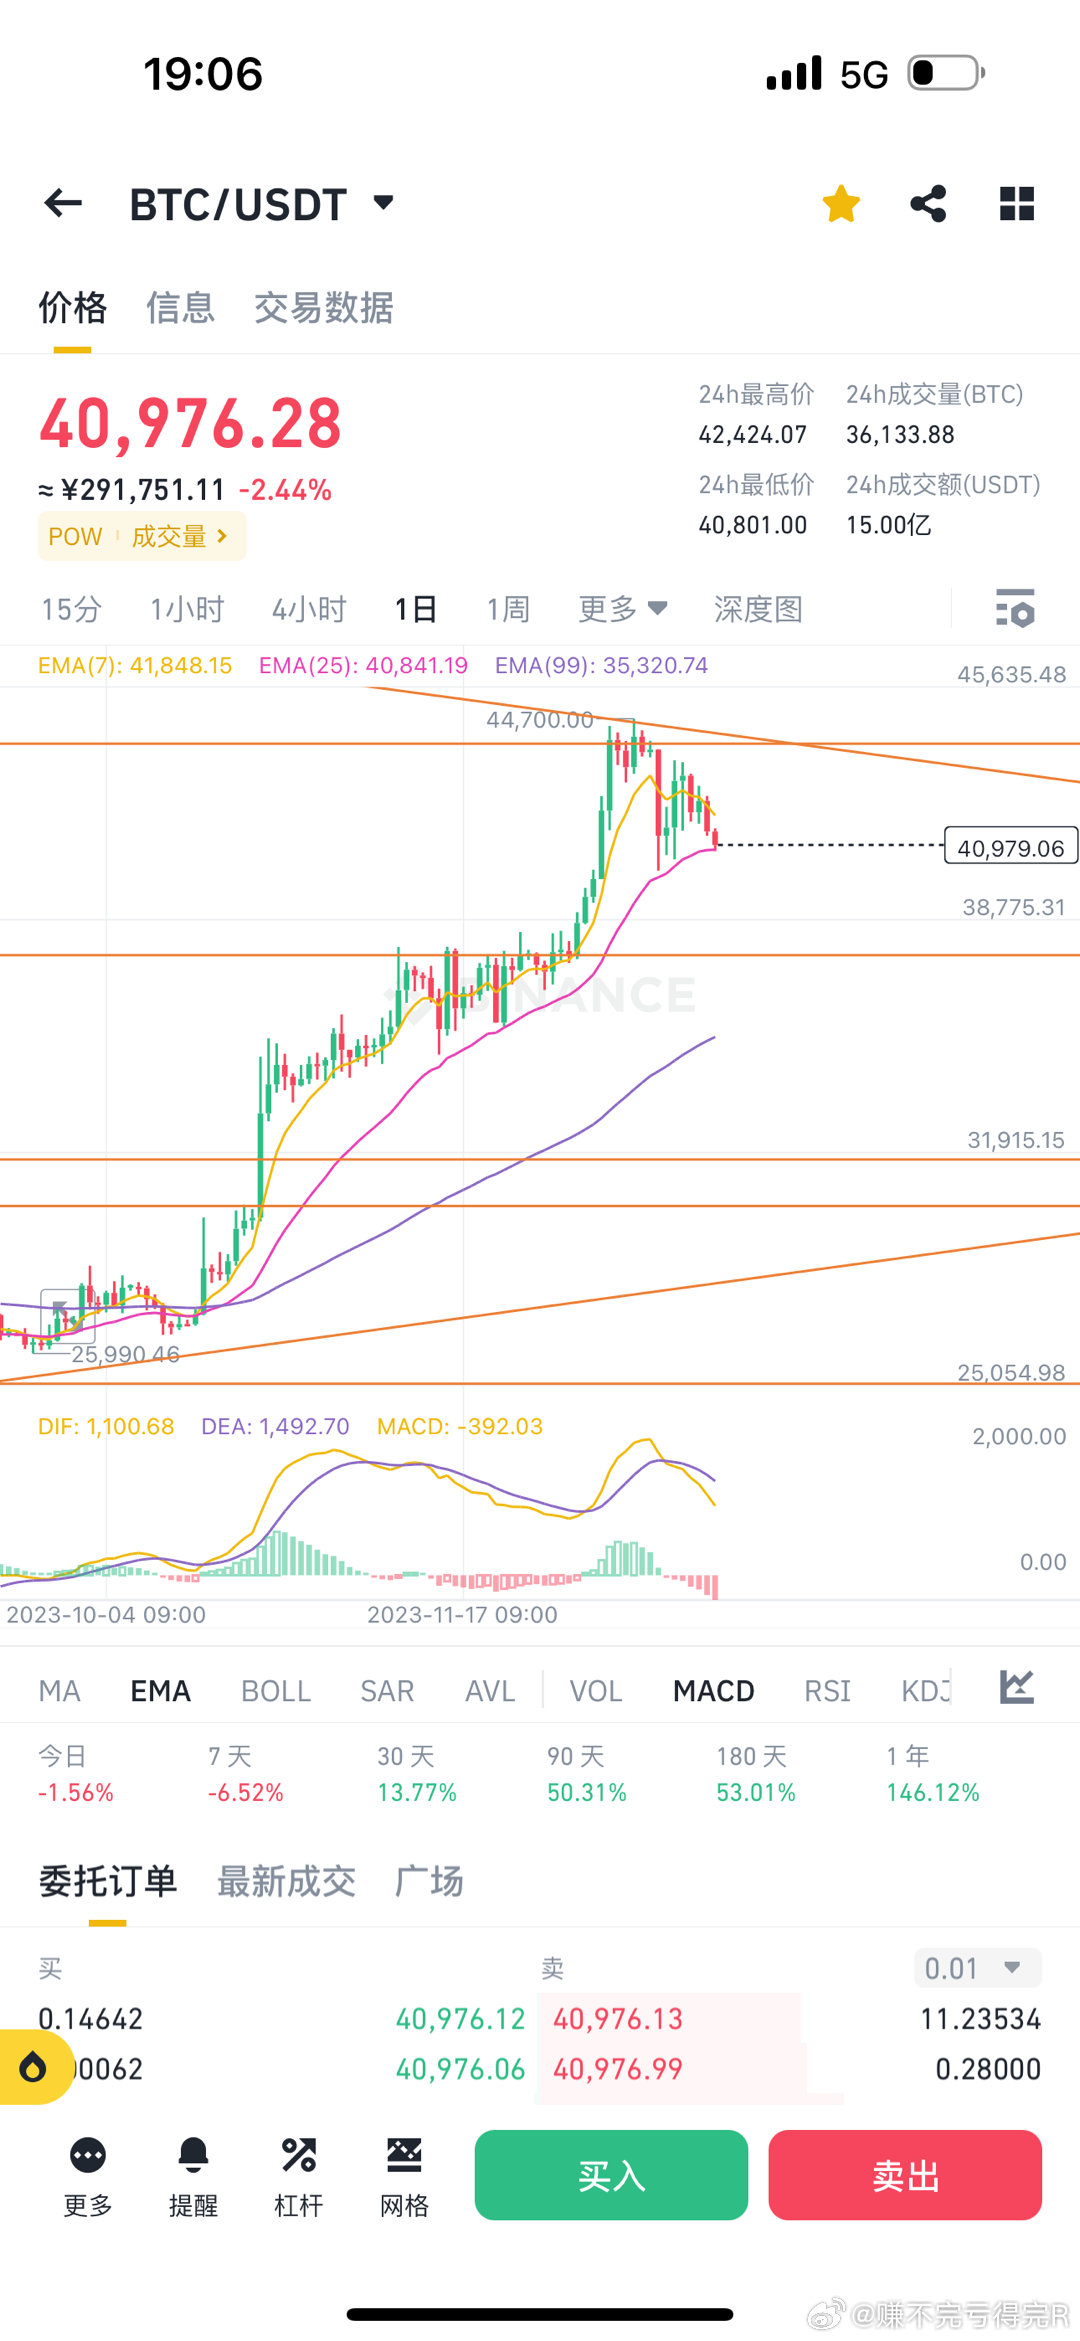 19:06 5G
BTC/USDT
价格 信息 交易数据
40,976.28
≈ ¥291,751.11 -2.44%
POW 成交量
24h最高价 24h成交量(BTC)
42,424.07 36,133.88
24h最低价 24h成交额(USDT)
40,801.00 15.00亿
15分 1小时 4小时 1日 1周 更多 深度图
EMA(7): 41,848.15 EMA(25): 40,841.19 EMA(99): 35,320.74
45,635.48
44,700.00
40,979.06
38,775.31
BINANCE
31,915.15
25,990.46
25,054.98
DIF: 1,100.68 DEA: 1,492.70 MACD: -392.03
2,000.00
0.00
2023-10-04 09:00 2023-11-17 09:00
MA EMA BOLL SAR AVL VOL MACD RSI KDJ
今日 7 天 30 天 90 天 180 天 1 年
-1.56% -6.52% 13.77% 50.31% 53.01% 146.12%
委托订单 最新成交 广场
买 卖 0.01
0.14642 40,976.12 40,976.13 11.23534
00062 40,976.06 40,976.99 0.28000
更多 提醒 杠杆 网格 买入 卖出
@赚不完亏得完R